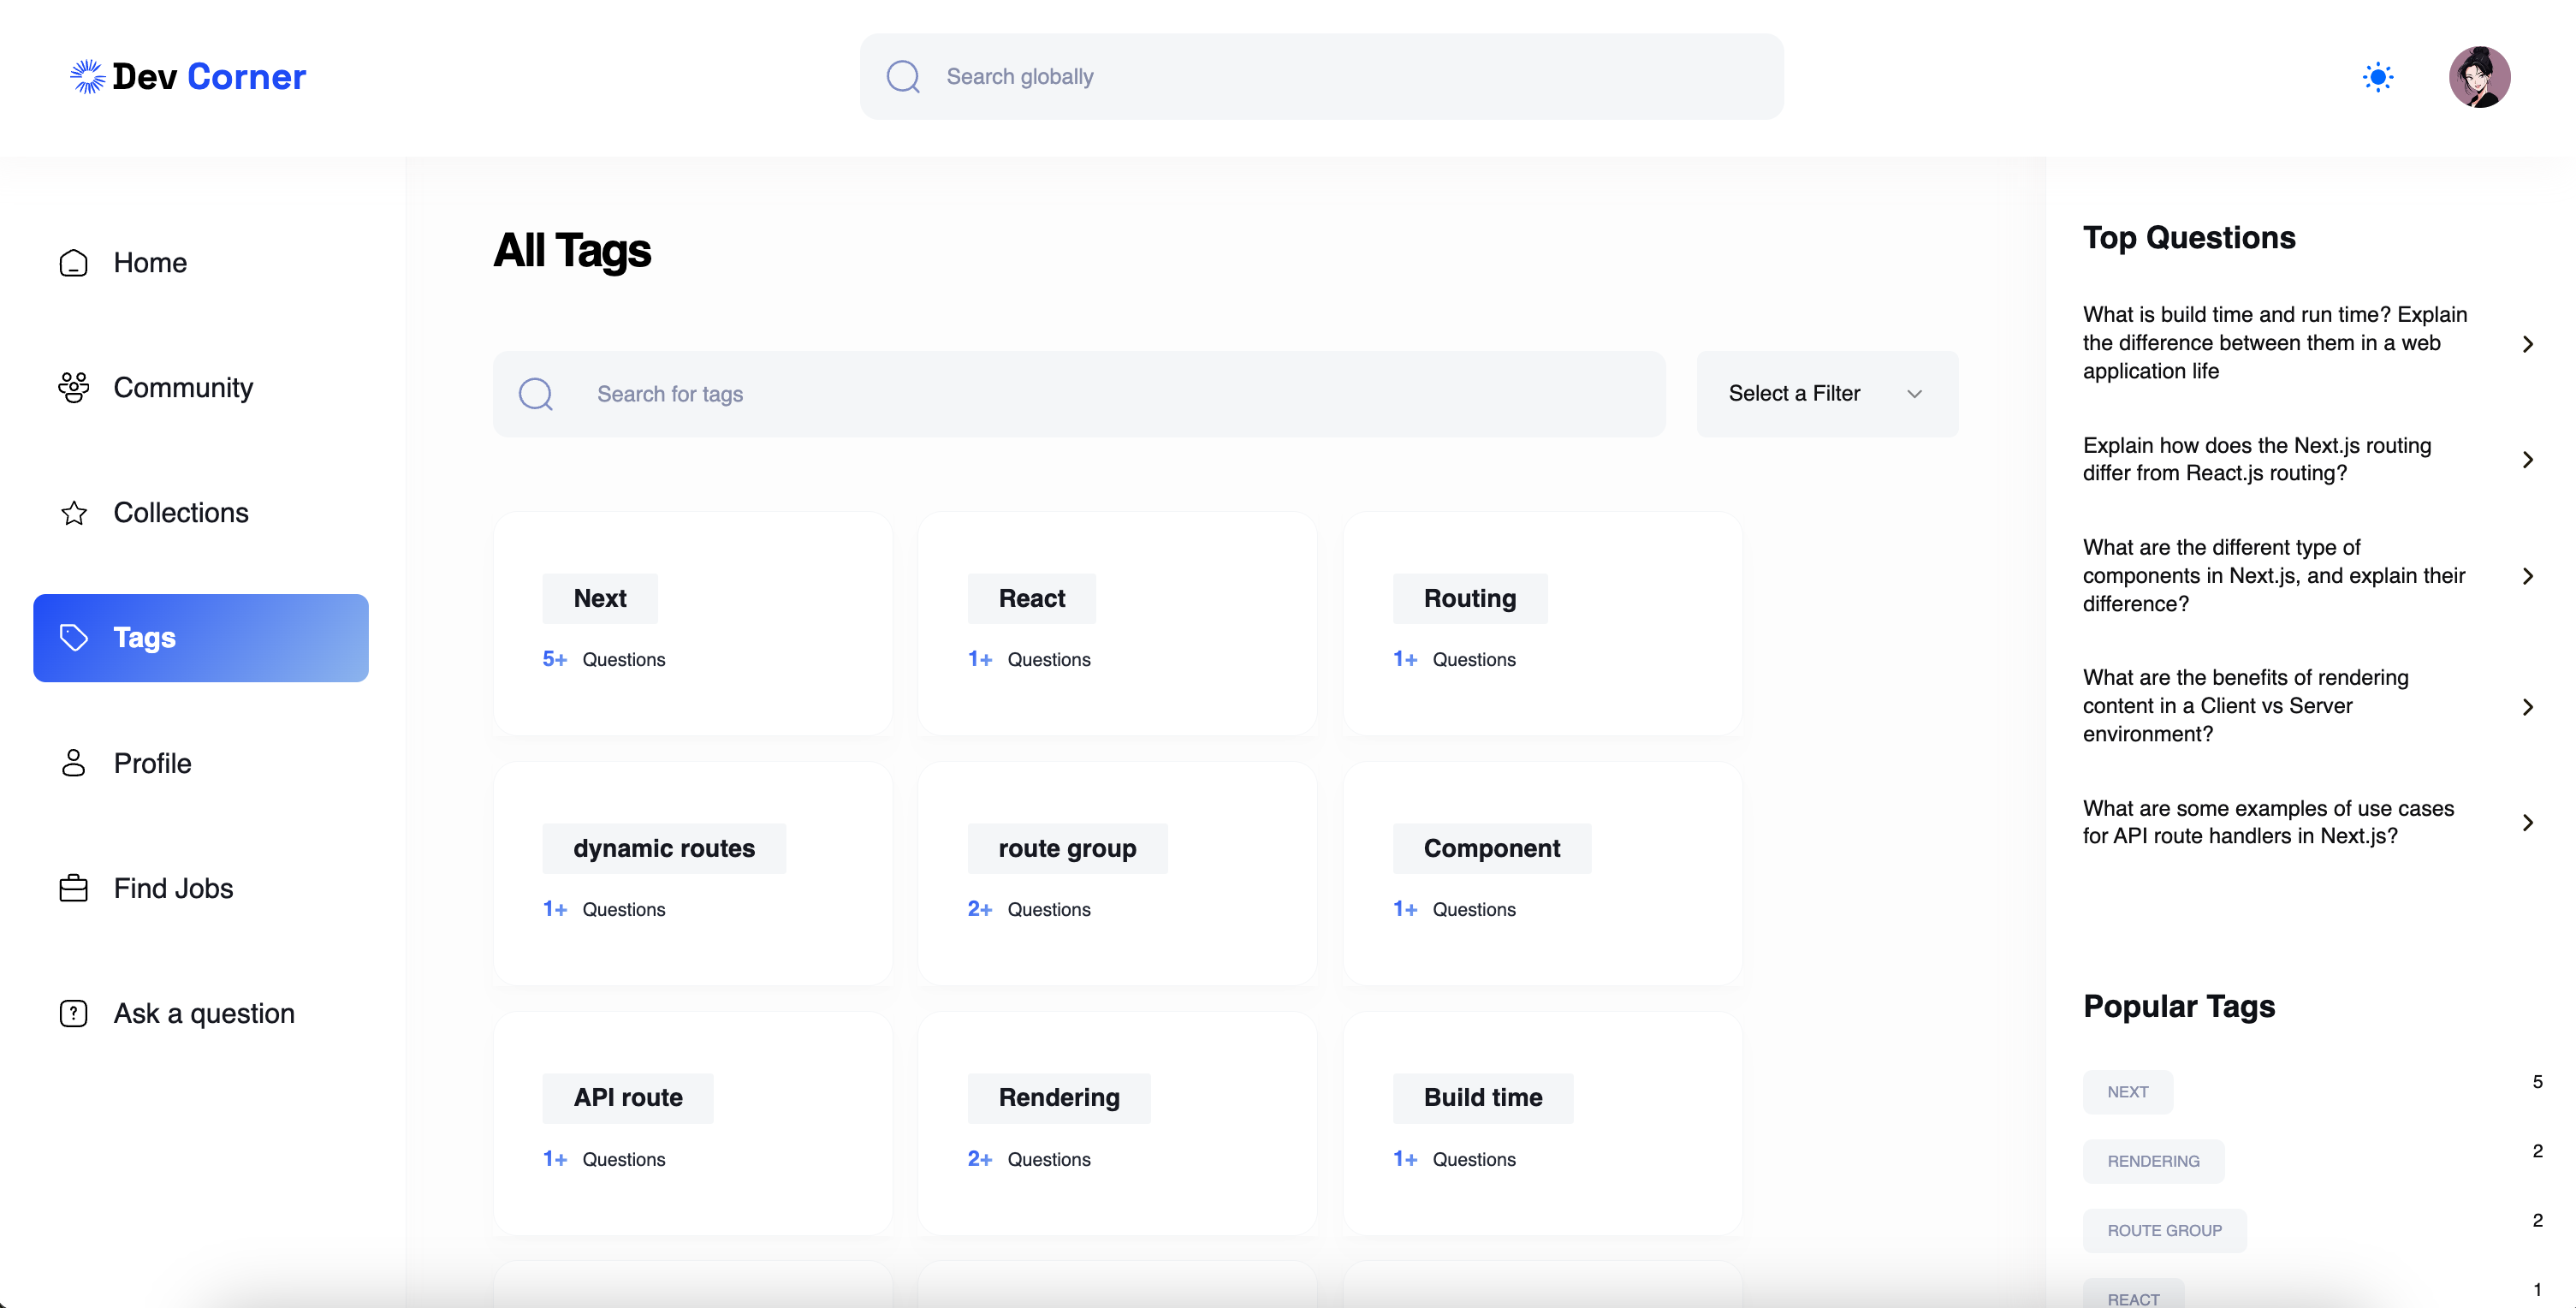 Dev Corner
Search globally
Home
Community
Collections
Tags
Profile
Find Jobs
Ask a question
All Tags
Search for tags
Select a Filter
Next
5+ Questions
React
1+ Questions
Routing
1+ Questions
dynamic routes
1+ Questions
route group
2+ Questions
Component
1+ Questions
API route
1+ Questions
Rendering
2+ Questions
Build time
1+ Questions
Top Questions
What is build time and run time? Explain
the difference between them in a web
application life
Explain how does the Next.js routing
differ from React.js routing?
What are the different type of
components in Next.js, and explain their
difference?
What are the benefits of rendering
content in a Client vs Server
environment?
What are some examples of use cases
for API route handlers in Next.js?
Popular Tags
NEXT 5
RENDERING 2
ROUTE GROUP 2
REACT 1